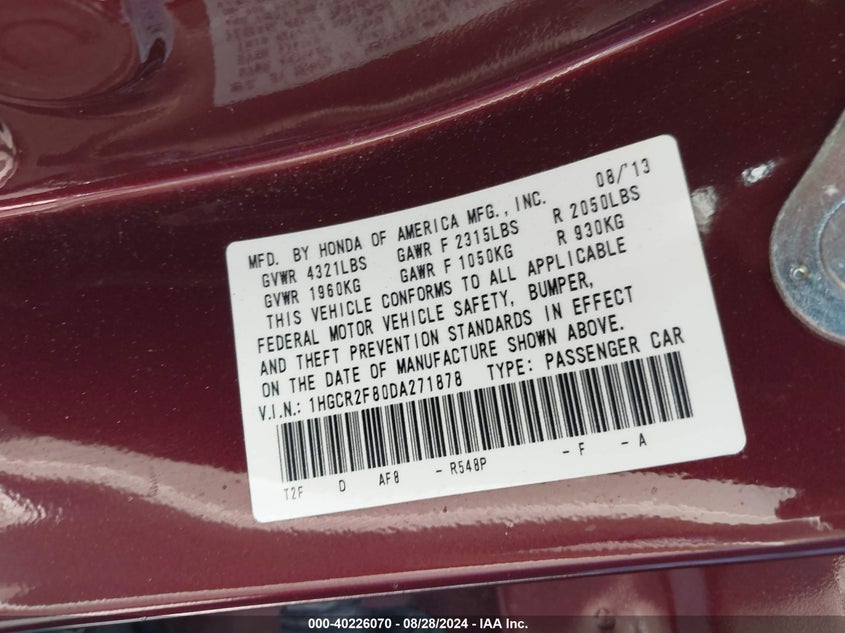 MFD. BY HONDA OF AMERICA MFG., INC. 08/'13
GVWR 4321LBS GAWR F 2315LBS R 2050LBS
GVWR 1960KG GAWR F 1050KG R 930KG
THIS VEHICLE CONFORMS TO ALL APPLICABLE
FEDERAL MOTOR VEHICLE SAFETY, BUMPER,
AND THEFT PREVENTION STANDARDS IN EFFECT
ON THE DATE OF MANUFACTURE SHOWN ABOVE.
V.I.N.: 1HGCR2F80DA271878 TYPE: PASSENGER CAR
T2F D AF8 - R548P - F - A
000-40226070 - 08/28/2024 - IAA Inc.